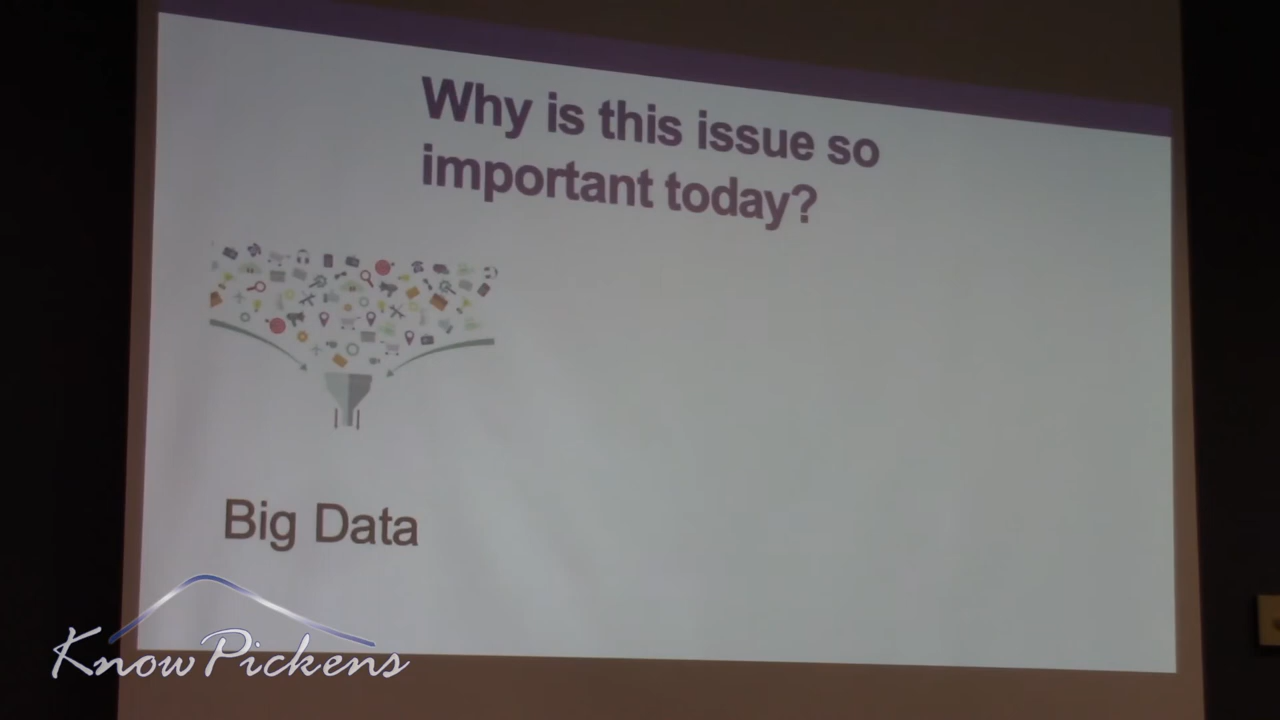 Why is this issue so
important today?
Big Data
KnowPickens